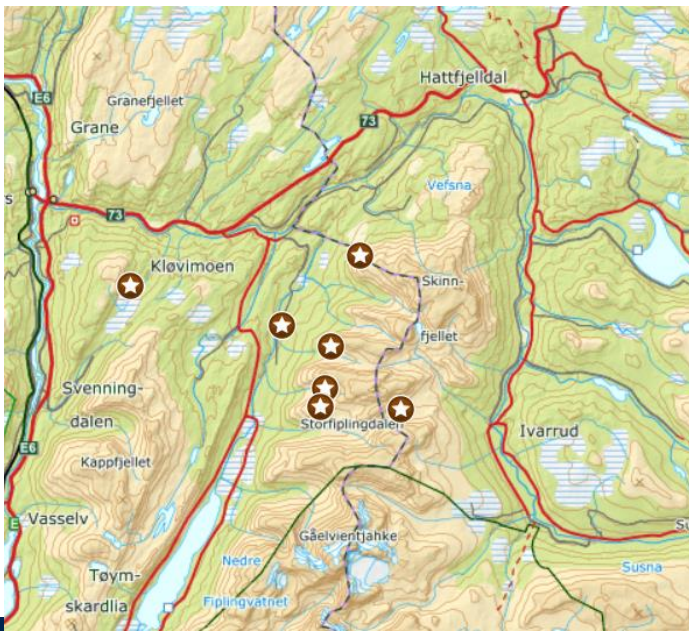 Hattfjelldal
E6
Granefjellet
Grane
73
Vefsna
73
Kløvimoen
Skinn-
fjellet
Svenning-
dalen
Storfiplingdalen
Ivarrud
E6
Kappfjellet
Vasselv
Gåelvientjahke
Nedre
Susna
Tøym-
skardlia
Fiplingvatnet